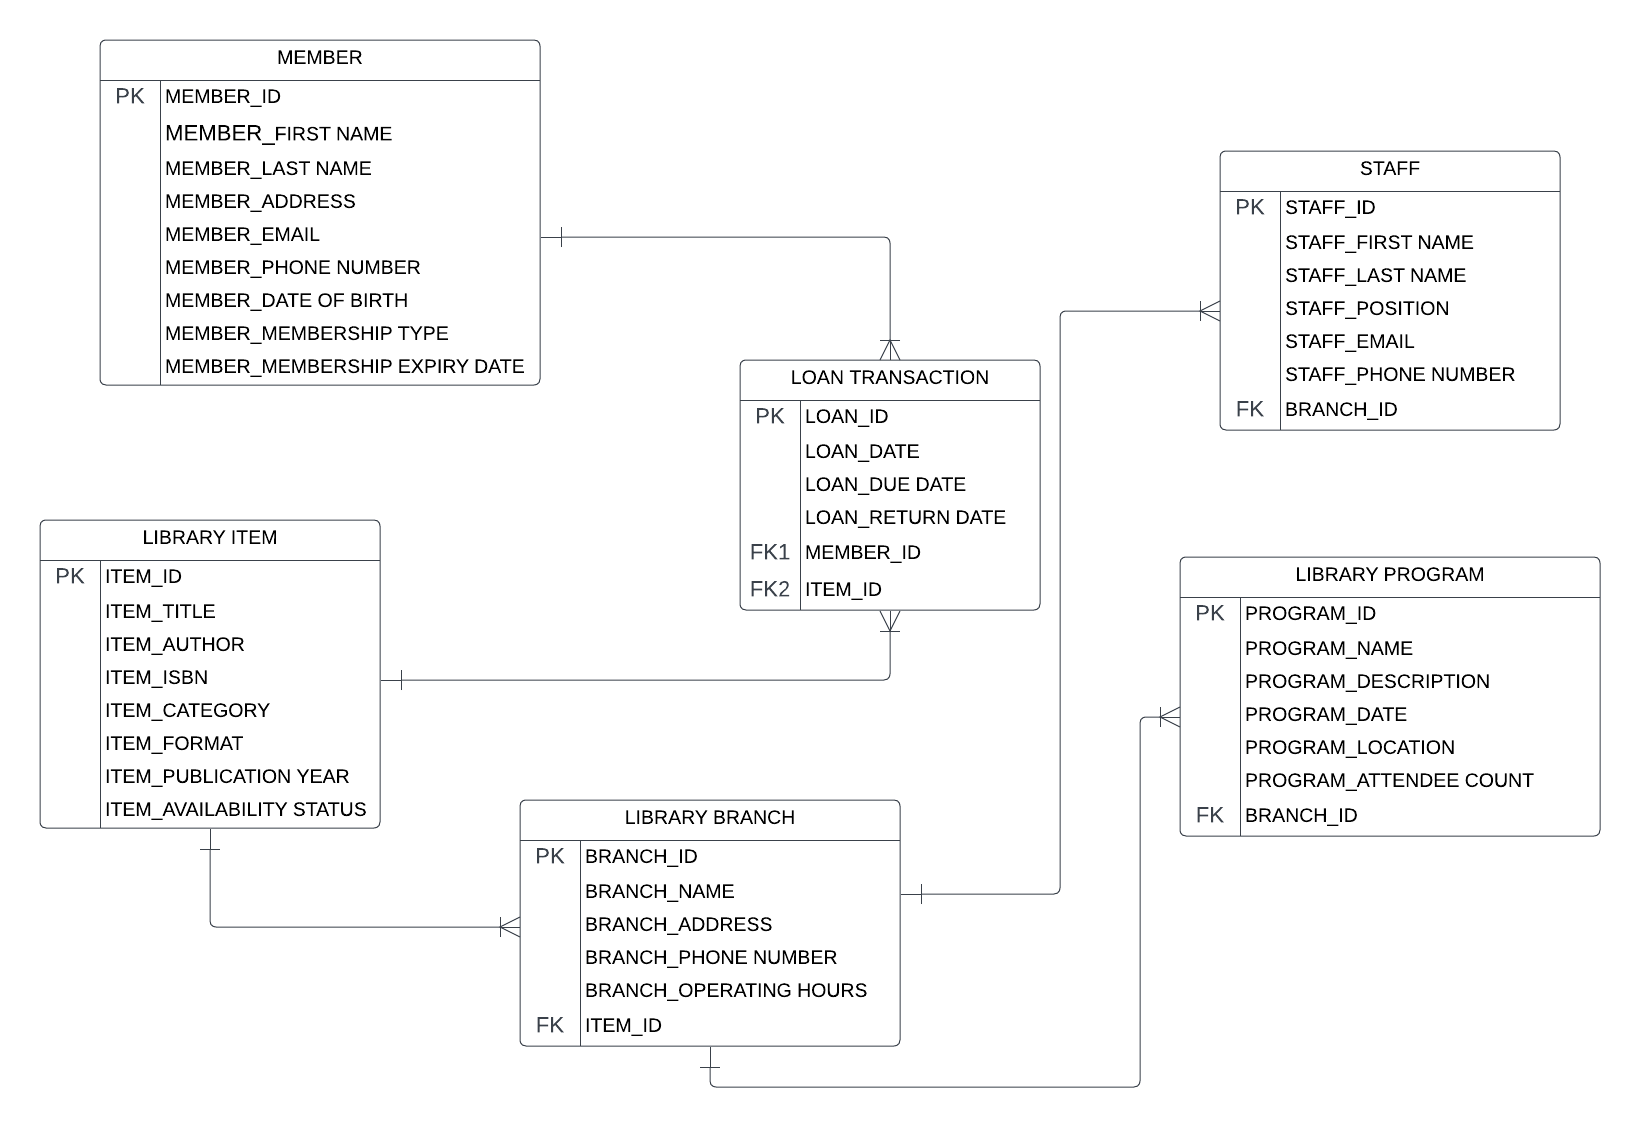 MEMBER
PK MEMBER_ID
MEMBER_FIRST NAME
MEMBER_LAST NAME
MEMBER_ADDRESS
MEMBER_EMAIL
MEMBER_PHONE NUMBER
MEMBER_DATE OF BIRTH
MEMBER_MEMBERSHIP TYPE
MEMBER_MEMBERSHIP EXPIRY DATE
STAFF
PK STAFF_ID
STAFF_FIRST NAME
STAFF_LAST NAME
STAFF_POSITION
STAFF_EMAIL
STAFF_PHONE NUMBER
FK BRANCH_ID
LOAN TRANSACTION
PK LOAN_ID
LOAN_DATE
LOAN_DUE DATE
LOAN_RETURN DATE
FK1 MEMBER_ID
FK2 ITEM_ID
LIBRARY ITEM
PK ITEM_ID
ITEM_TITLE
ITEM_AUTHOR
ITEM_ISBN
ITEM_CATEGORY
ITEM_FORMAT
ITEM_PUBLICATION YEAR
ITEM_AVAILABILITY STATUS
LIBRARY PROGRAM
PK PROGRAM_ID
PROGRAM_NAME
PROGRAM_DESCRIPTION
PROGRAM_DATE
PROGRAM_LOCATION
PROGRAM_ATTENDEE COUNT
FK BRANCH_ID
LIBRARY BRANCH
PK BRANCH_ID
BRANCH_NAME
BRANCH_ADDRESS
BRANCH_PHONE NUMBER
BRANCH_OPERATING HOURS
FK ITEM_ID